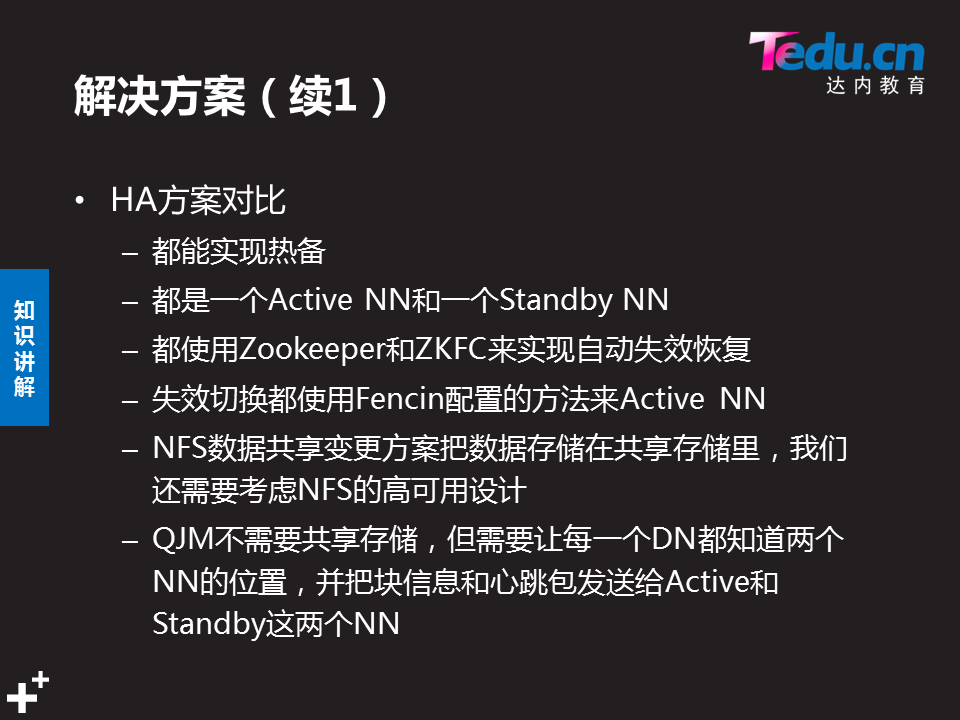 Tedu.cn
达内教育
解决方案（续1）
• HA方案对比
– 都能实现热备
– 都是一个Active NN和一个Standby NN
– 都使用Zookeeper和ZKFC来实现自动失效恢复
– 失效切换都使用Fencin配置的方法来Active NN
– NFS数据共享变更方案把数据存储在共享存储里，我们
还需要考虑NFS的高可用设计
– QJM不需要共享存储，但需要让每一个DN都知道两个
NN的位置，并把块信息和心跳包发送给Active和
Standby这两个NN
知
识
讲
解